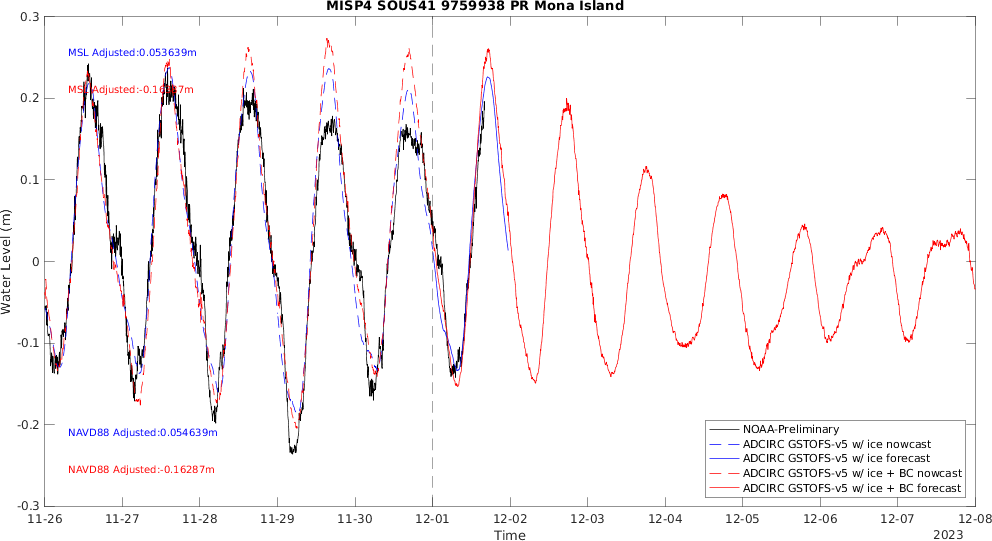 MISP4 SOUS41 9759938 PR Mona Island
0.3
0.2
0.1
0
-0.1
-0.2
-0.3
Water Level (m)
MSL Adjusted:0.053639m
NAVD88 Adjusted:0.054639m
NAVD88 Adjusted:-0.16287m
NOAA-Preliminary
ADCIRC GSTOFS-v5 w/ ice nowcast
ADCIRC GSTOFS-v5 w/ ice forecast
ADCIRC GSTOFS-v5 w/ ice + BC nowcast
ADCIRC GSTOFS-v5 w/ ice + BC forecast
11-26 11-27 11-28 11-29 11-30 12-01 12-02 12-03 12-04 12-05 12-06 12-07 12-08
Time
2023